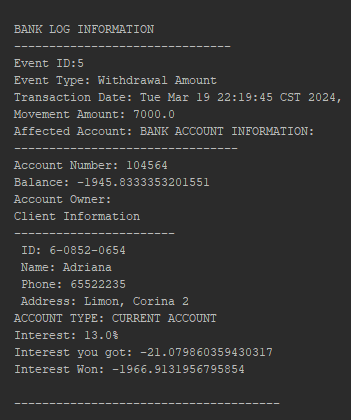 BANK LOG INFORMATION
-------------------------------
Event ID:5
Event Type: Withdrawal Amount
Transaction Date: Tue Mar 19 22:19:45 CST 2024,
Movement Amount: 7000.0
Affected Account: BANK ACCOUNT INFORMATION:
--------------------------------
Account Number: 104564
Balance: -1945.8333353201551
Account Owner:
Client Information
-----------------------
ID: 6-0852-0654
Name: Adriana
Phone: 65522235
Address: Limon, Corina 2
ACCOUNT TYPE: CURRENT ACCOUNT
Interest: 13.0%
Interest you got: -21.079860359430317
Interest Won: -1966.9131956795854
--------------------------------------